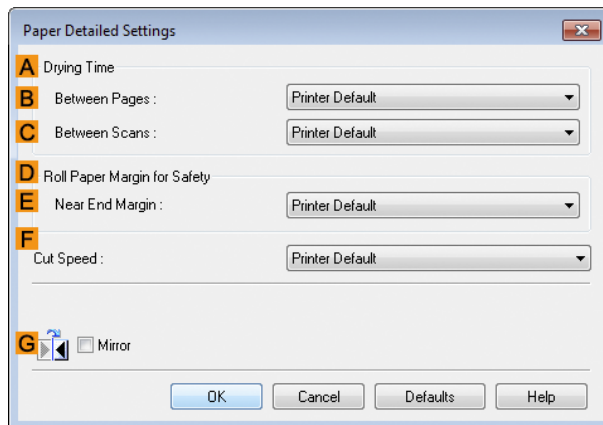 Paper Detailed Settings
A Drying Time
B Between Pages : Printer Default
C Between Scans : Printer Default
D Roll Paper Margin for Safety
E Near End Margin : Printer Default
F
Cut Speed : Printer Default
G Mirror
OK Cancel Defaults Help